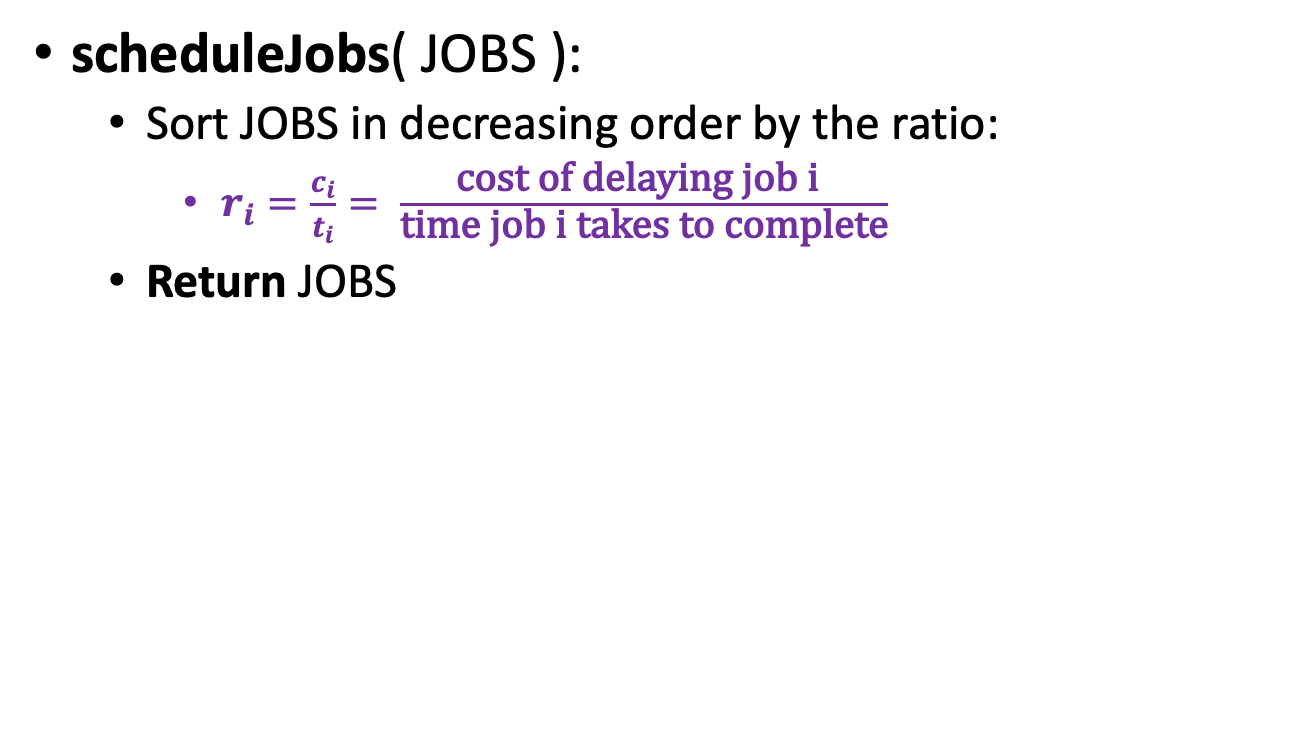 • scheduleJobs( JOBS ):
• Sort JOBS in decreasing order by the ratio:
• rᵢ = cᵢ/tᵢ = cost of delaying job i / time job i takes to complete
• Return JOBS